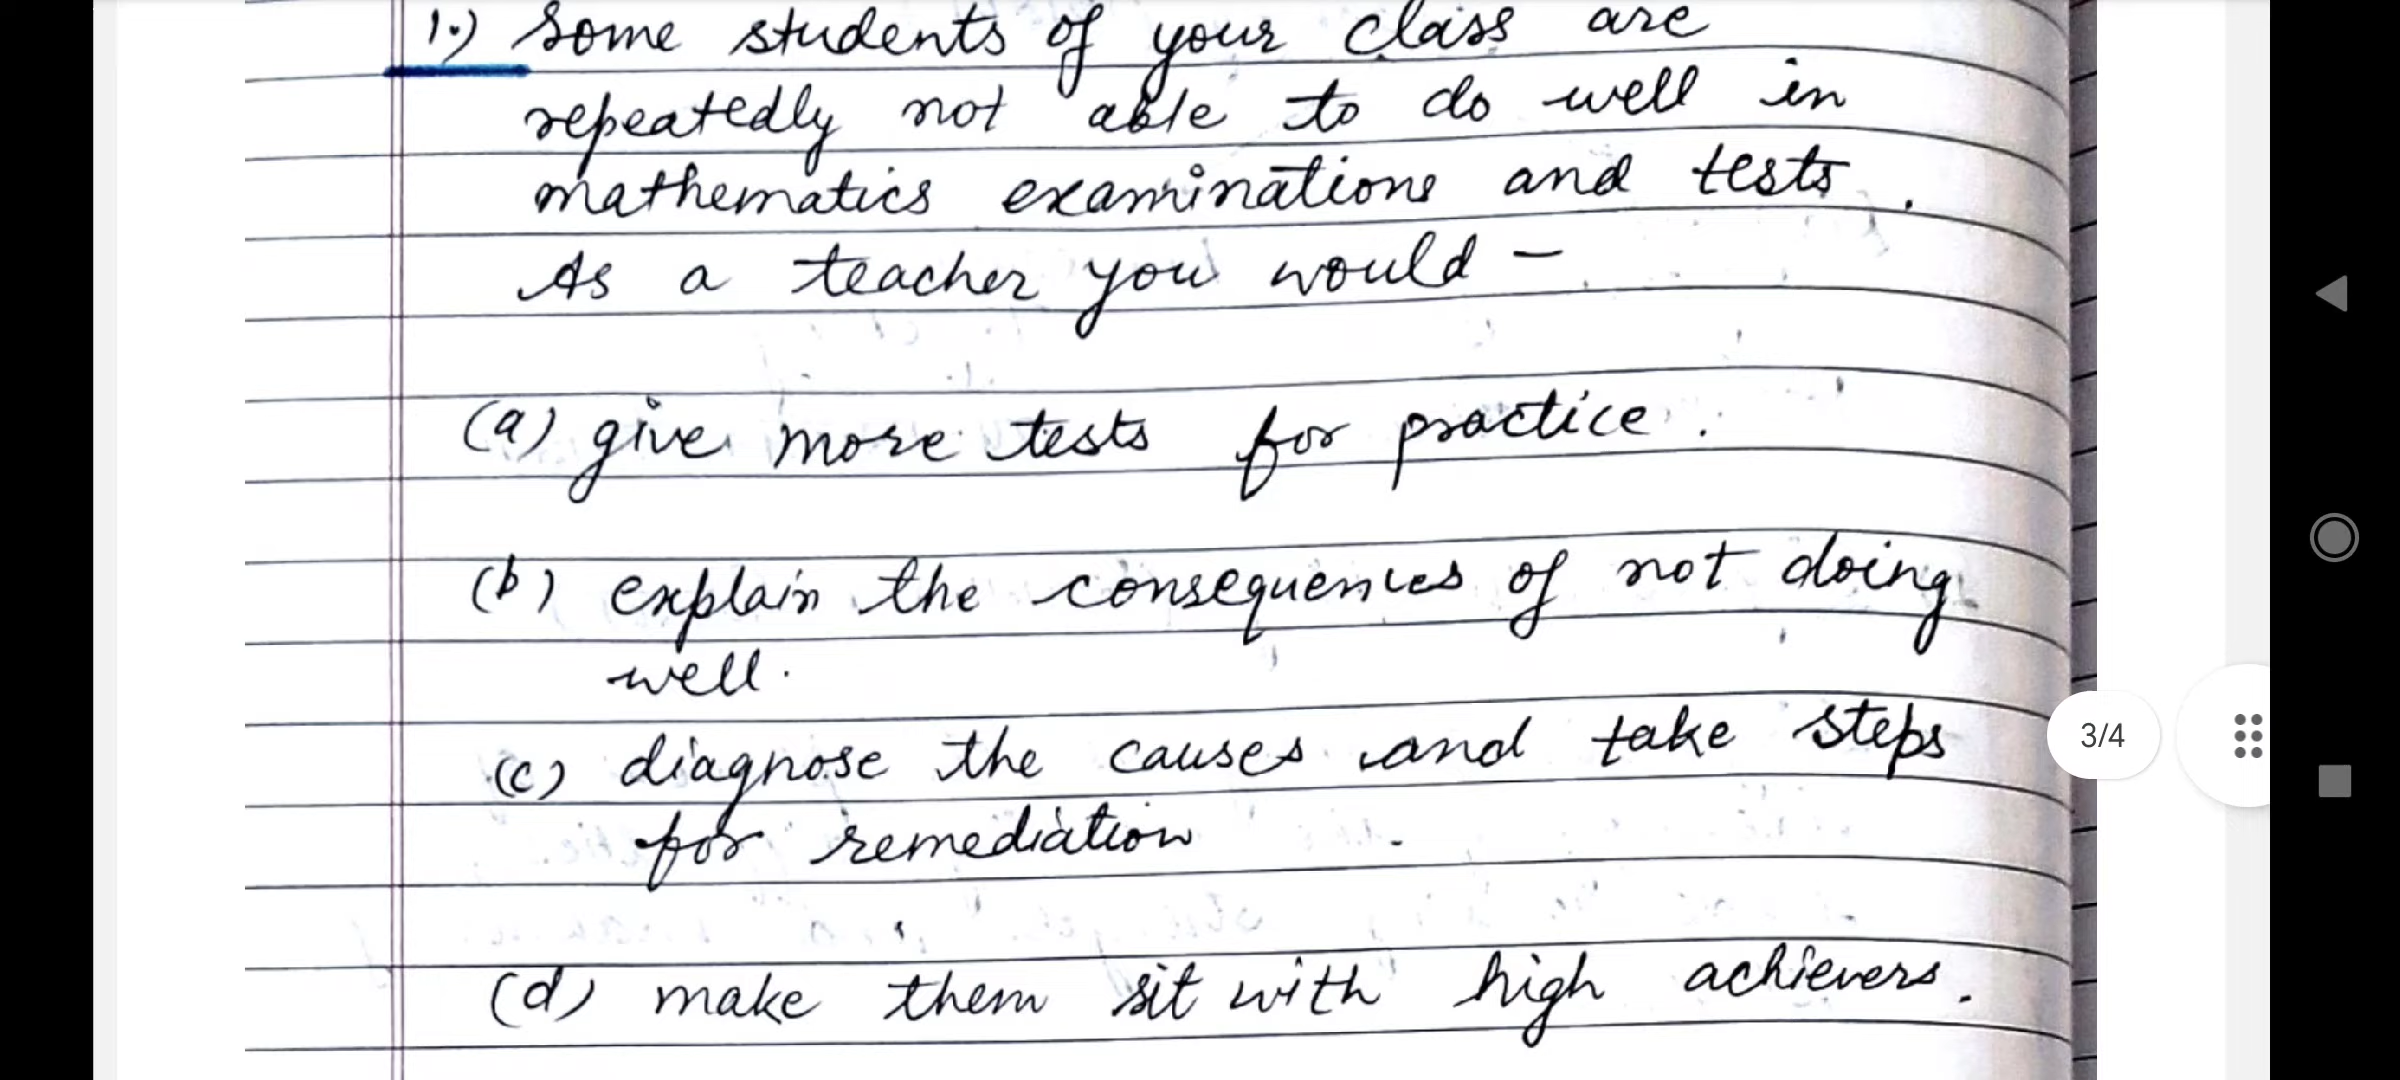 1.) Some students of your class are
repeatedly not able to do well in
mathematics examinations and tests.
As a teacher you would -
(a) give more tests for practice.
(b) explain the consequences of not doing
well.
(c) diagnose the causes and take steps
for remediation
(d) make them sit with high achievers.
3/4